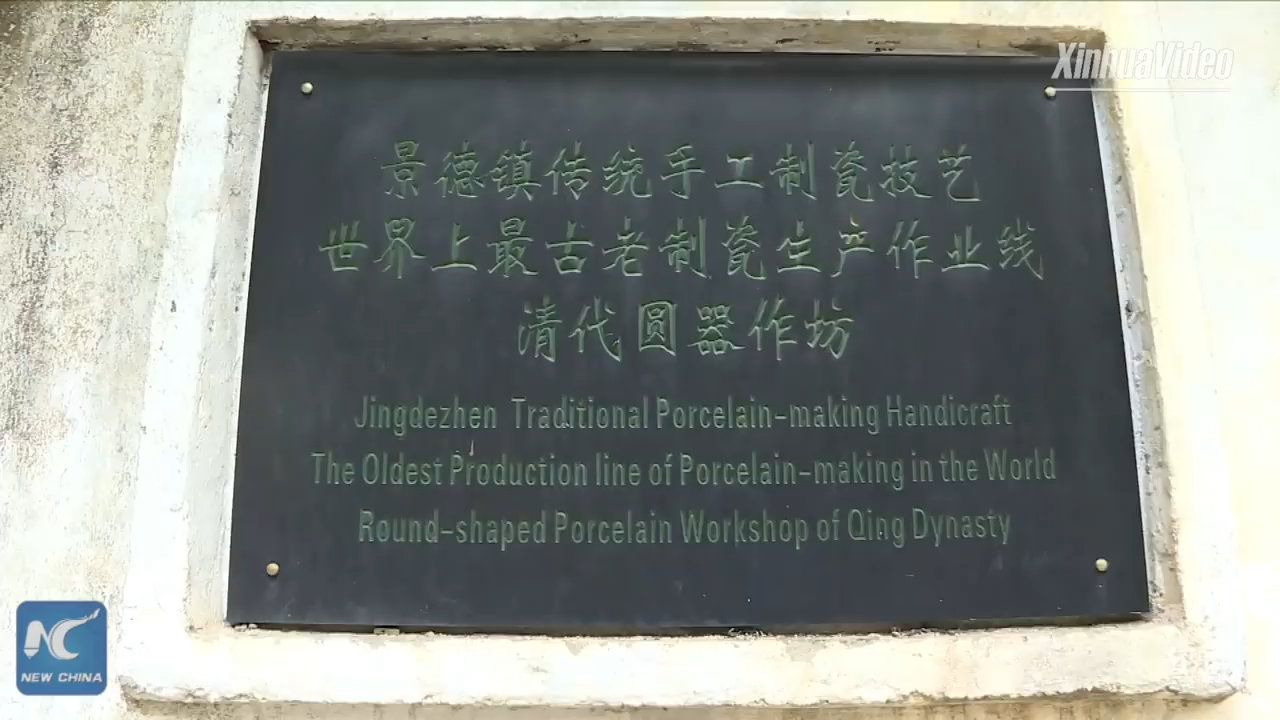 XinhuaVideo
景德镇传统手工制瓷技艺
世界上最古老制瓷生产作业线
清代圆器作坊
Jingdezhen Traditional Porcelain-making Handicraft
The Oldest Production line of Porcelain-making in the World
Round-shaped Porcelain Workshop of Qing Dynasty
NC
NEW CHINA